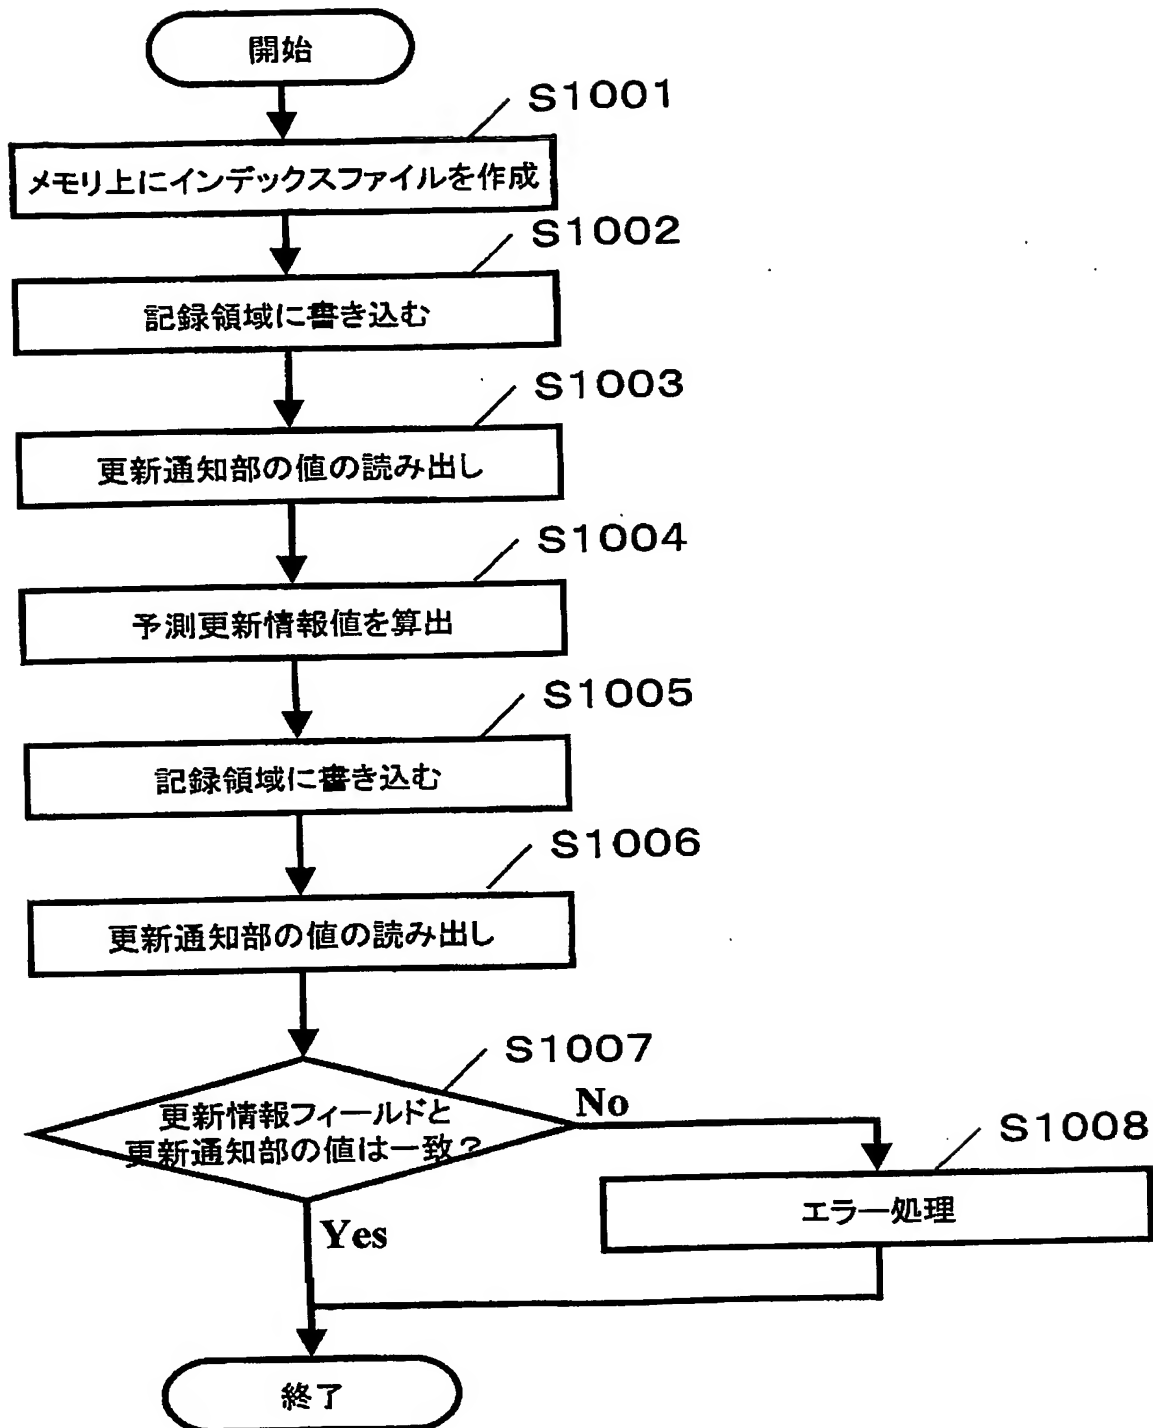 開始
S1001
メモリ上にインデックスファイルを作成
S1002
記録領域に書き込む
S1003
更新通知部の値の読み出し
S1004
予測更新情報値を算出
S1005
記録領域に書き込む
S1006
更新通知部の値の読み出し
S1007
更新情報フィールドと
更新通知部の値は一致？
No
S1008
エラー処理
Yes
終了